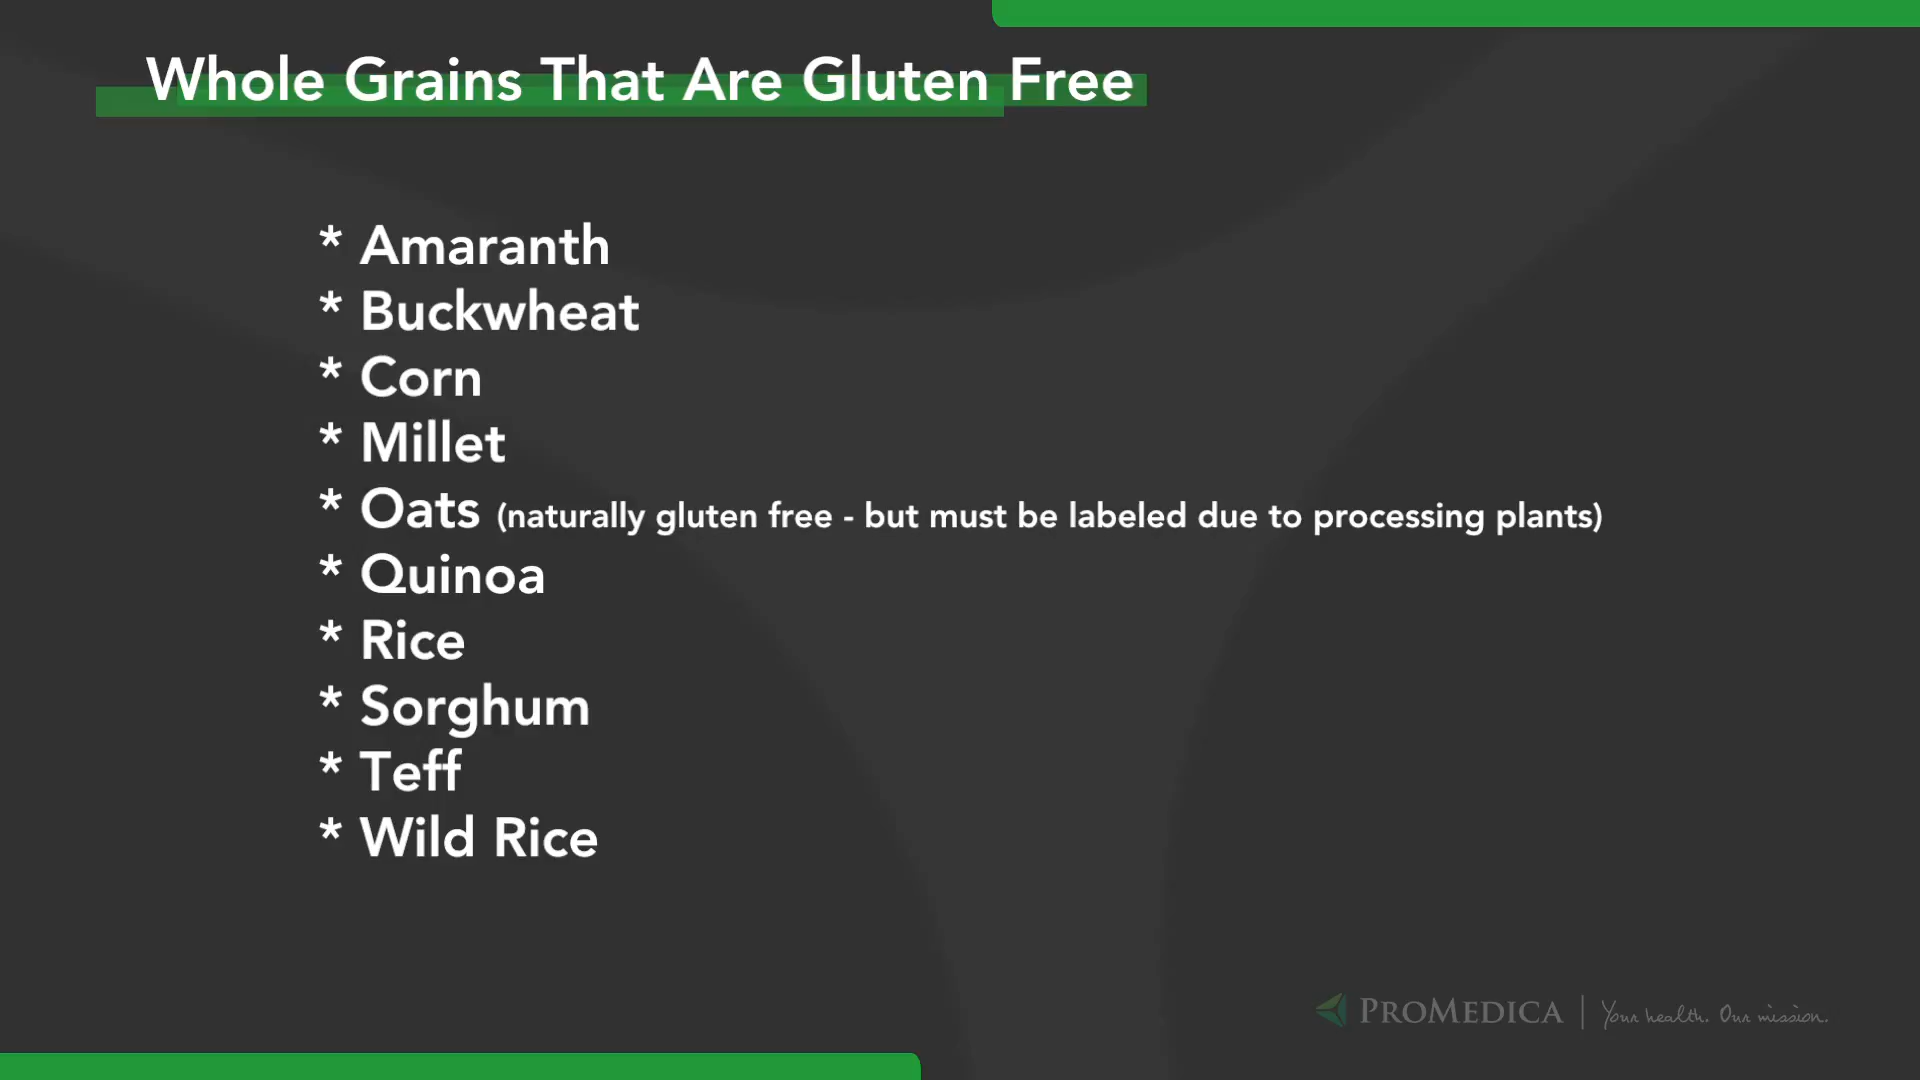 Whole Grains That Are Gluten Free
* Amaranth
* Buckwheat
* Corn
* Millet
* Oats (naturally gluten free - but must be labeled due to processing plants)
* Quinoa
* Rice
* Sorghum
* Teff
* Wild Rice
PROMEDICA | Your health. Our mission.